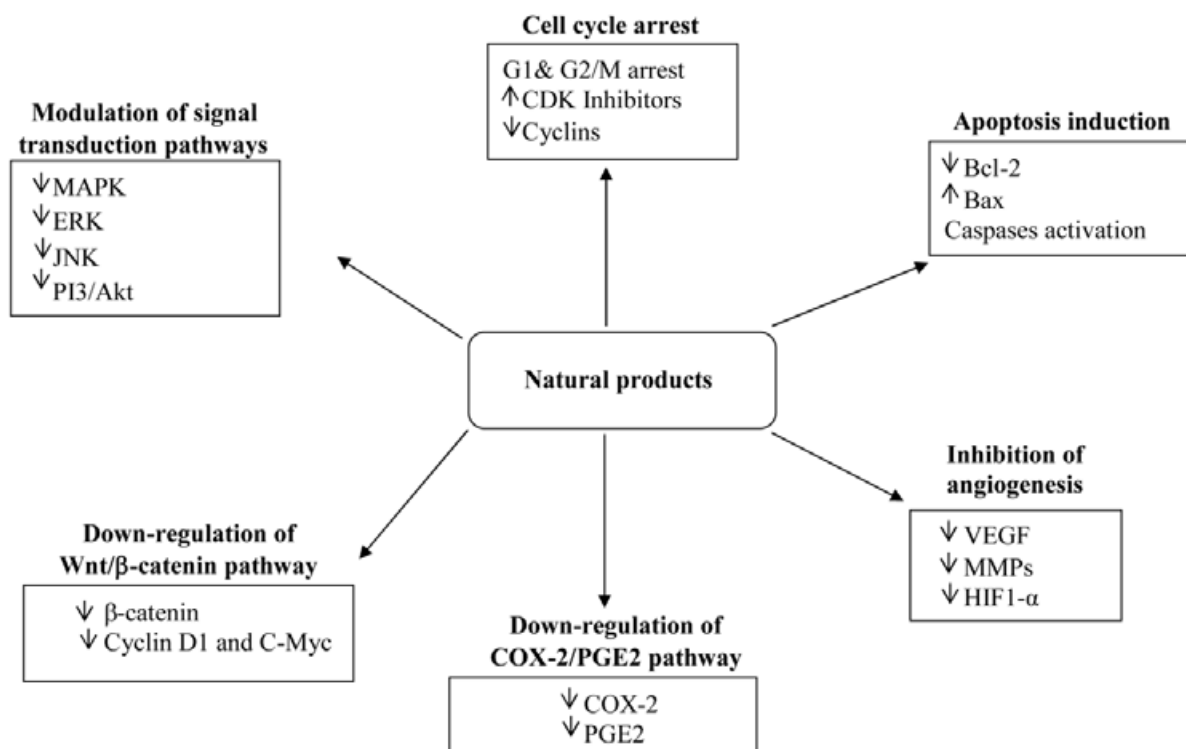 Cell cycle arrest
G1& G2/M arrest
↑ CDK Inhibitors
↓ Cyclins
Modulation of signal
transduction pathways
↓ MAPK
↓ ERK
↓ JNK
↓ PI3/Akt
Apoptosis induction
↓ Bcl-2
↑ Bax
Caspases activation
Natural products
Inhibition of
angiogenesis
↓ VEGF
↓ MMPs
↓ HIF1-α
Down-regulation of
Wnt/β-catenin pathway
↓ β-catenin
↓ Cyclin D1 and C-Myc
Down-regulation of
COX-2/PGE2 pathway
↓ COX-2
↓ PGE2